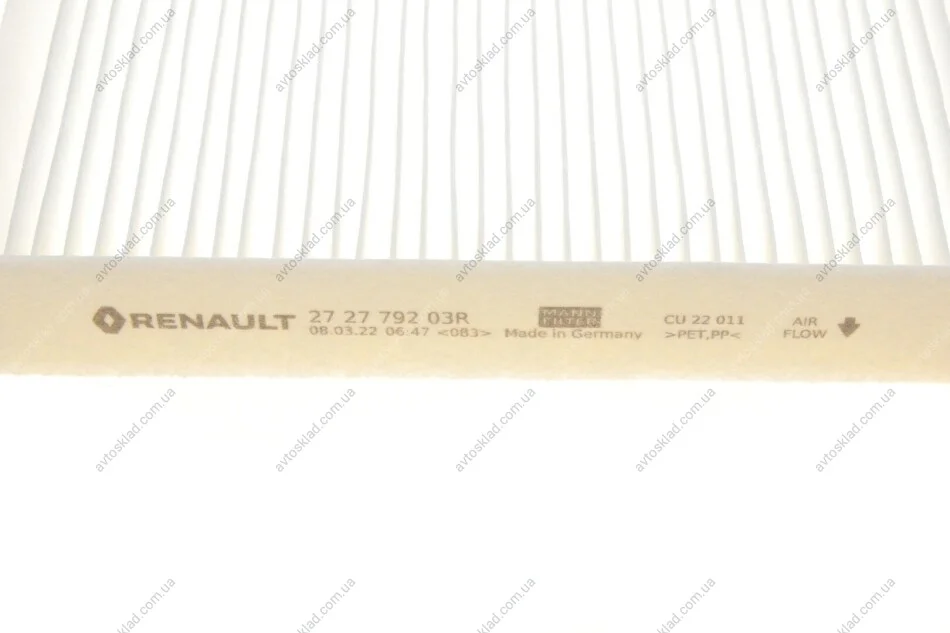 RENAULT 27 27 792 03R MANN FILTER CU 22 011 AIR FLOW
08.03.22 06:47 <083> Made in Germany >PET,PP<
avtosklad.com.ua